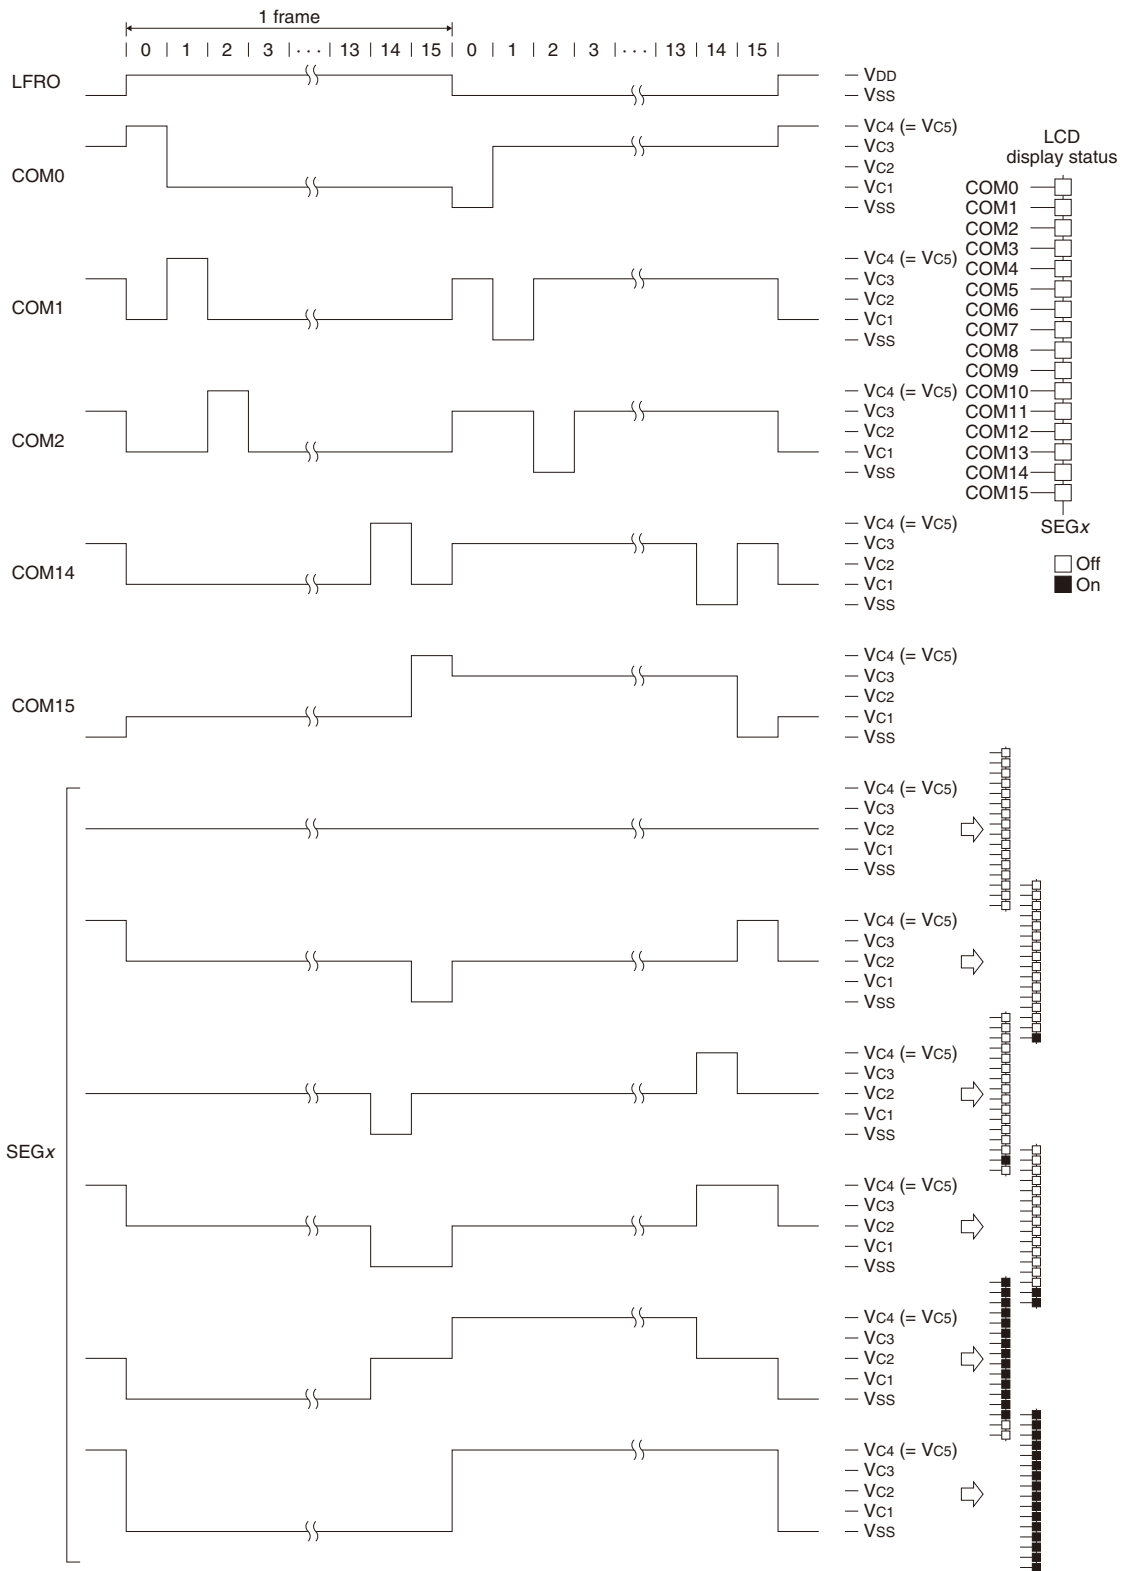 1 frame
0 1 2 3 ··· 13 14 15 0 1 2 3 ··· 13 14 15
LFRO
VDD
VSS
COM0
VC4 (= VC5)
VC3
VC2
VC1
VSS
COM1
VC4 (= VC5)
VC3
VC2
VC1
VSS
COM2
VC4 (= VC5)
VC3
VC2
VC1
VSS
COM14
VC4 (= VC5)
VC3
VC2
VC1
VSS
COM15
VC4 (= VC5)
VC3
VC2
VC1
VSS
LCD
display status
COM0
COM1
COM2
COM3
COM4
COM5
COM6
COM7
COM8
COM9
COM10
COM11
COM12
COM13
COM14
COM15
SEGx
Off
On
SEGx
VC4 (= VC5)
VC3
VC2
VC1
VSS
VC4 (= VC5)
VC3
VC2
VC1
VSS
VC4 (= VC5)
VC3
VC2
VC1
VSS
VC4 (= VC5)
VC3
VC2
VC1
VSS
VC4 (= VC5)
VC3
VC2
VC1
VSS
VC4 (= VC5)
VC3
VC2
VC1
VSS